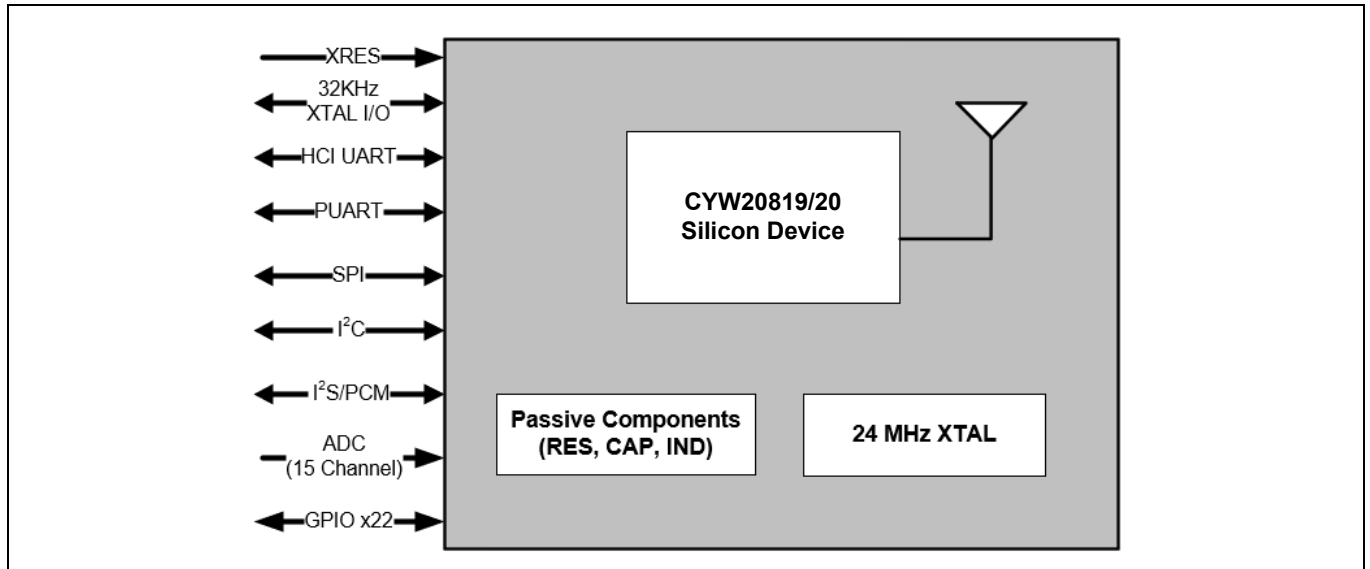 XRES
32KHz
XTAL I/O
HCI UART
PUART
SPI
I²C
I²S/PCM
ADC
(15 Channel)
GPIO x22
CYW20819/20
Silicon Device
Passive Components
(RES, CAP, IND)
24 MHz XTAL